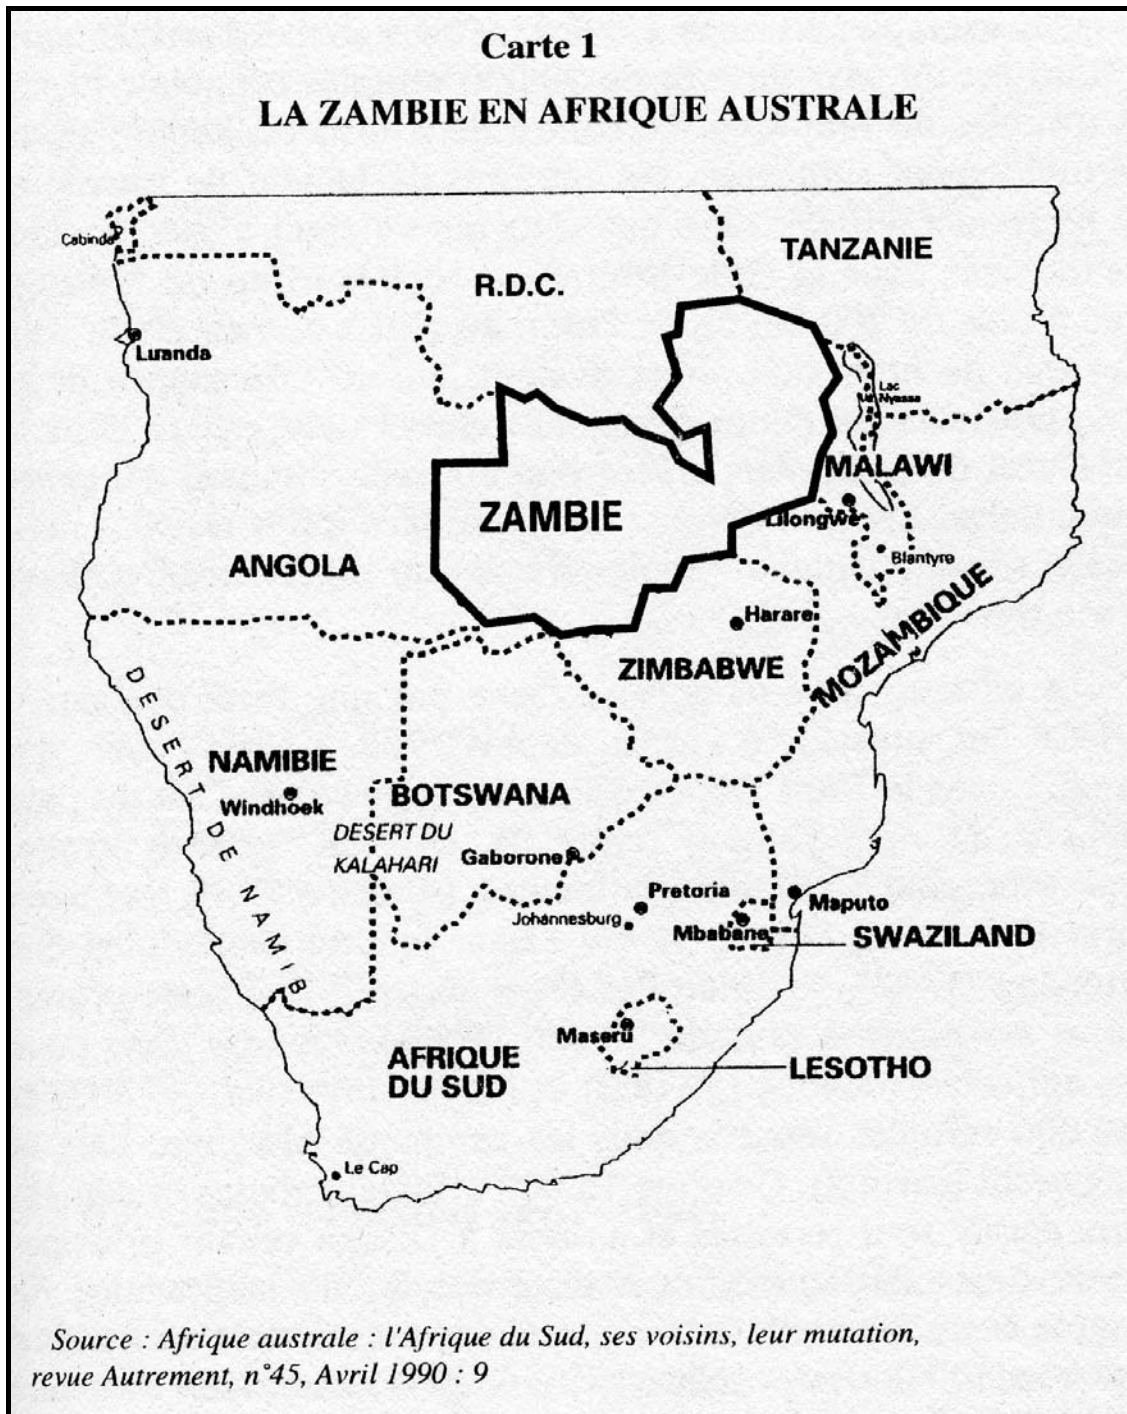 Carte 1
LA ZAMBIE EN AFRIQUE AUSTRALE
Cabinda
TANZANIE
R.D.C.
Luanda
Lac
Nyassa
MALAWI
ZAMBIE
Lilongwe
Blantyre
ANGOLA
MOZAMBIQUE
Harare
ZIMBABWE
DESERT DE NAMIB
NAMIBIE
Windhoek
BOTSWANA
DESERT DU
KALAHARI
Gaborone
Pretoria
Johannesburg
Maputo
Mbabane
SWAZILAND
Maseru
AFRIQUE
DU SUD
LESOTHO
Le Cap
Source : Afrique australe : l'Afrique du Sud, ses voisins, leur mutation,
revue Autrement, n°45, Avril 1990 : 9